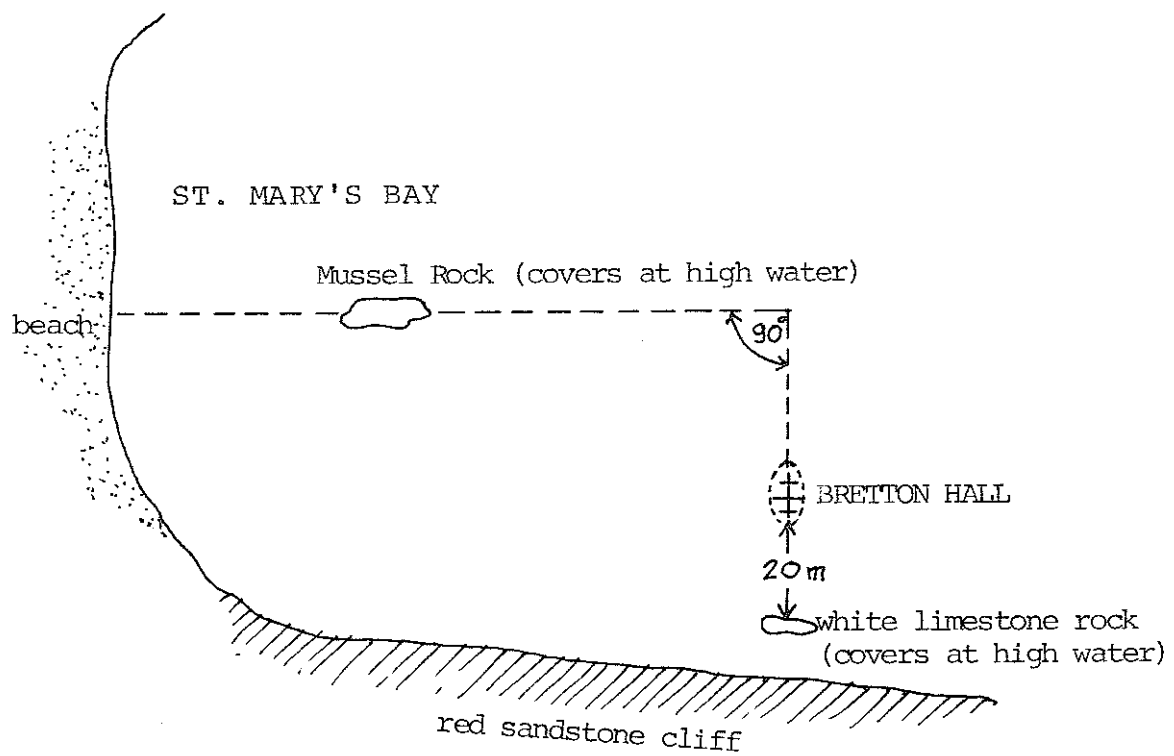 ST. MARY'S BAY
Mussel Rock (covers at high water)
beach
90°
BRETTON HALL
20m
white limestone rock
(covers at high water)
red sandstone cliff